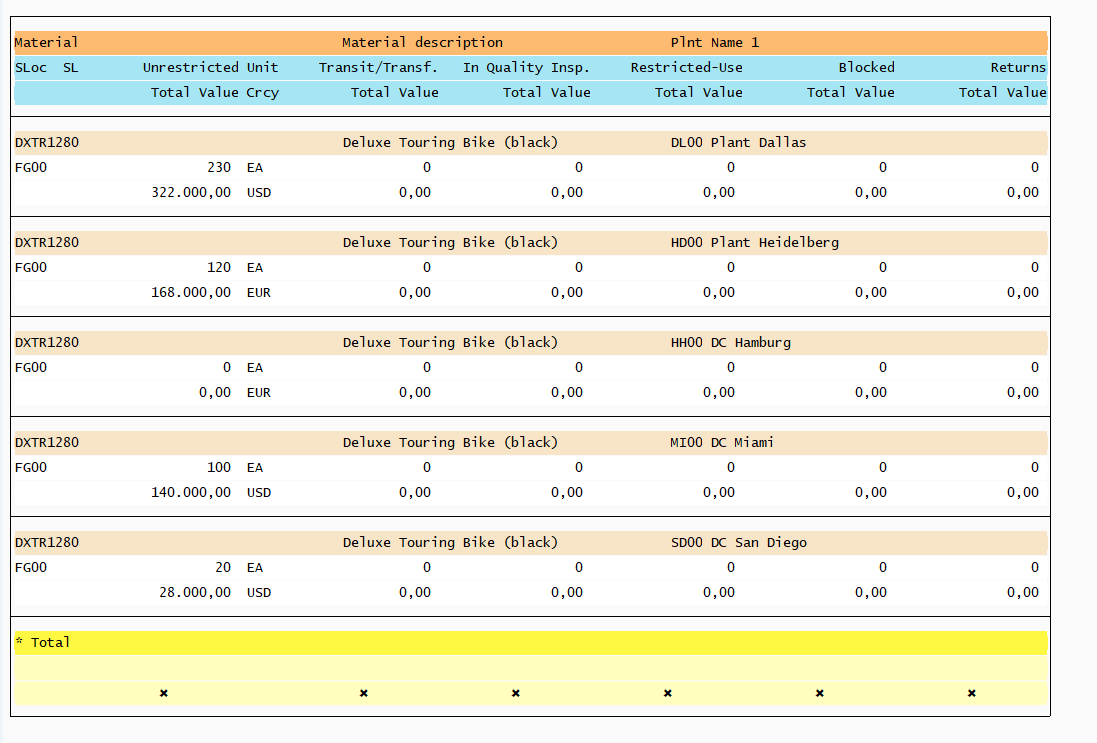 Material Material description Plnt Name 1
SLoc SL Unrestricted Unit Transit/Transf. In Quality Insp. Restricted-Use Blocked Returns
Total Value Crcy Total Value Total Value Total Value Total Value Total Value
DXTR1280 Deluxe Touring Bike (black) DL00 Plant Dallas
FG00 230 EA 0 0 0 0 0
322.000,00 USD 0,00 0,00 0,00 0,00 0,00
DXTR1280 Deluxe Touring Bike (black) HD00 Plant Heidelberg
FG00 120 EA 0 0 0 0 0
168.000,00 EUR 0,00 0,00 0,00 0,00 0,00
DXTR1280 Deluxe Touring Bike (black) HH00 DC Hamburg
FG00 0 EA 0 0 0 0 0
0,00 EUR 0,00 0,00 0,00 0,00 0,00
DXTR1280 Deluxe Touring Bike (black) MI00 DC Miami
FG00 100 EA 0 0 0 0 0
140.000,00 USD 0,00 0,00 0,00 0,00 0,00
DXTR1280 Deluxe Touring Bike (black) SD00 DC San Diego
FG00 20 EA 0 0 0 0 0
28.000,00 USD 0,00 0,00 0,00 0,00 0,00
* Total
× × × × × ×